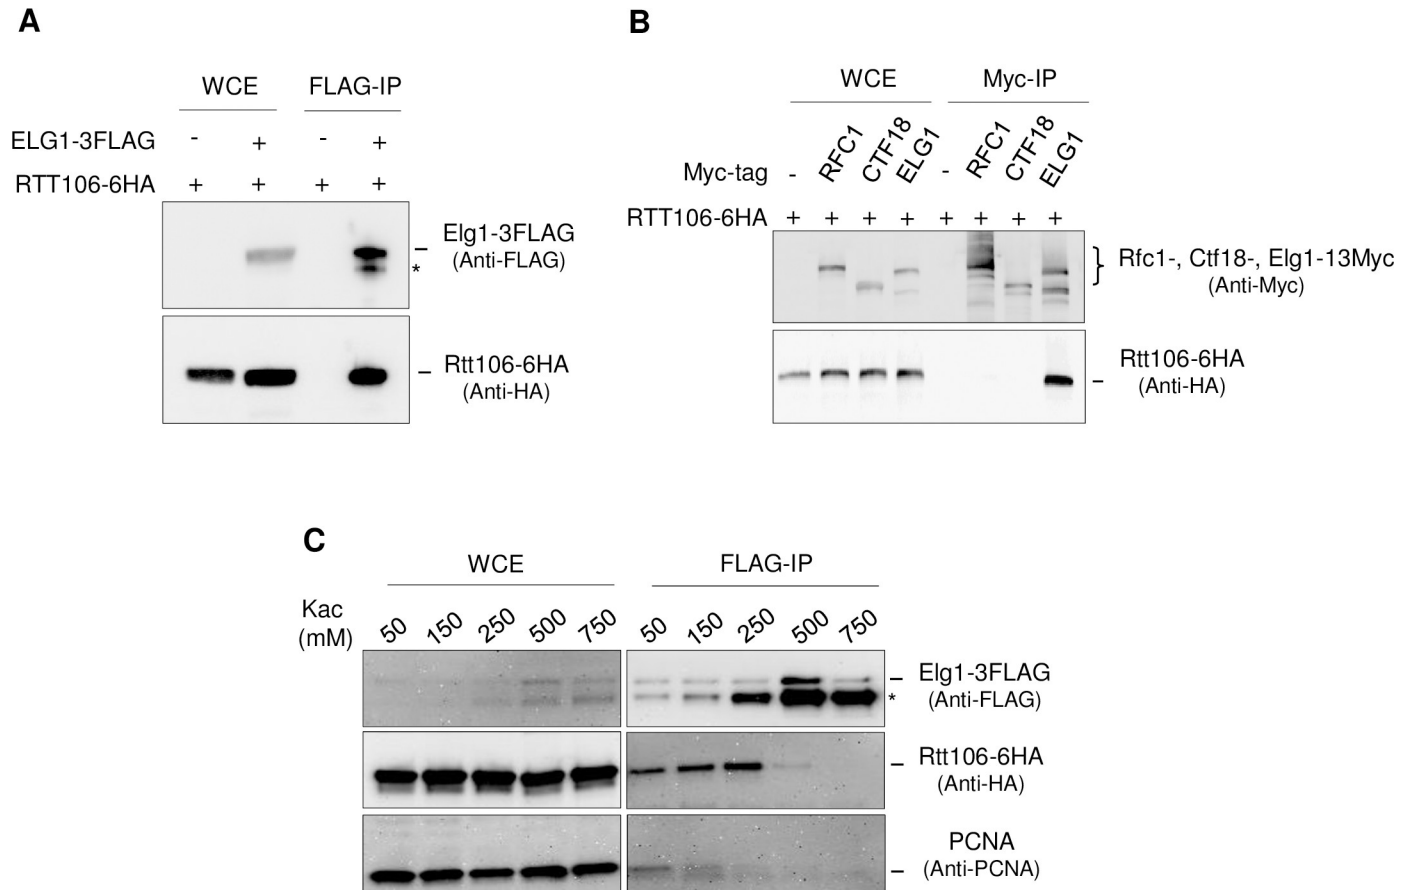 A
WCE FLAG-IP
ELG1-3FLAG - + - +
RTT106-6HA + + + +
Elg1-3FLAG
(Anti-FLAG)
*
Rtt106-6HA
(Anti-HA)
B
WCE Myc-IP
Myc-tag - RFC1 CTF18 ELG1 - RFC1 CTF18 ELG1
RTT106-6HA + + + + + + + +
Rfc1-, Ctf18-, Elg1-13Myc
(Anti-Myc)
Rtt106-6HA
(Anti-HA)
C
WCE FLAG-IP
Kac
(mM) 50 150 250 500 750 50 150 250 500 750
Elg1-3FLAG
* (Anti-FLAG)
Rtt106-6HA
(Anti-HA)
PCNA
(Anti-PCNA)